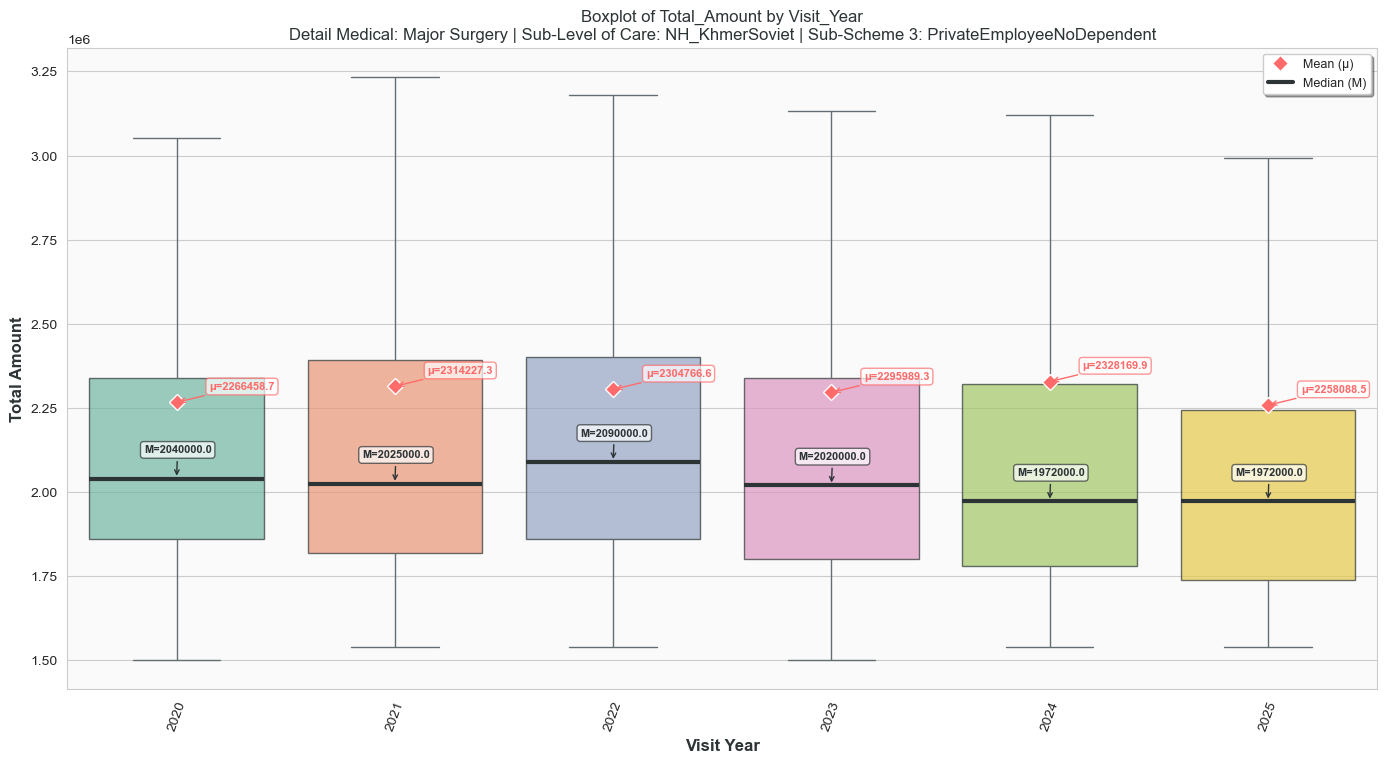 Boxplot of Total_Amount by Visit_Year
Detail Medical: Major Surgery | Sub-Level of Care: NH_KhmerSoviet | Sub-Scheme 3: PrivateEmployeeNoDependent
1e6
Mean (μ)
Median (M)
3.25
3.00
2.75
2.50
2.25
2.00
1.75
1.50
Total Amount
μ=2266458.7
μ=2314227.3
μ=2304766.6
μ=2295989.3
μ=2328169.9
μ=2258088.5
M=2040000.0
M=2025000.0
M=2090000.0
M=2020000.0
M=1972000.0
M=1972000.0
2020
2021
2022
2023
2024
2025
Visit Year